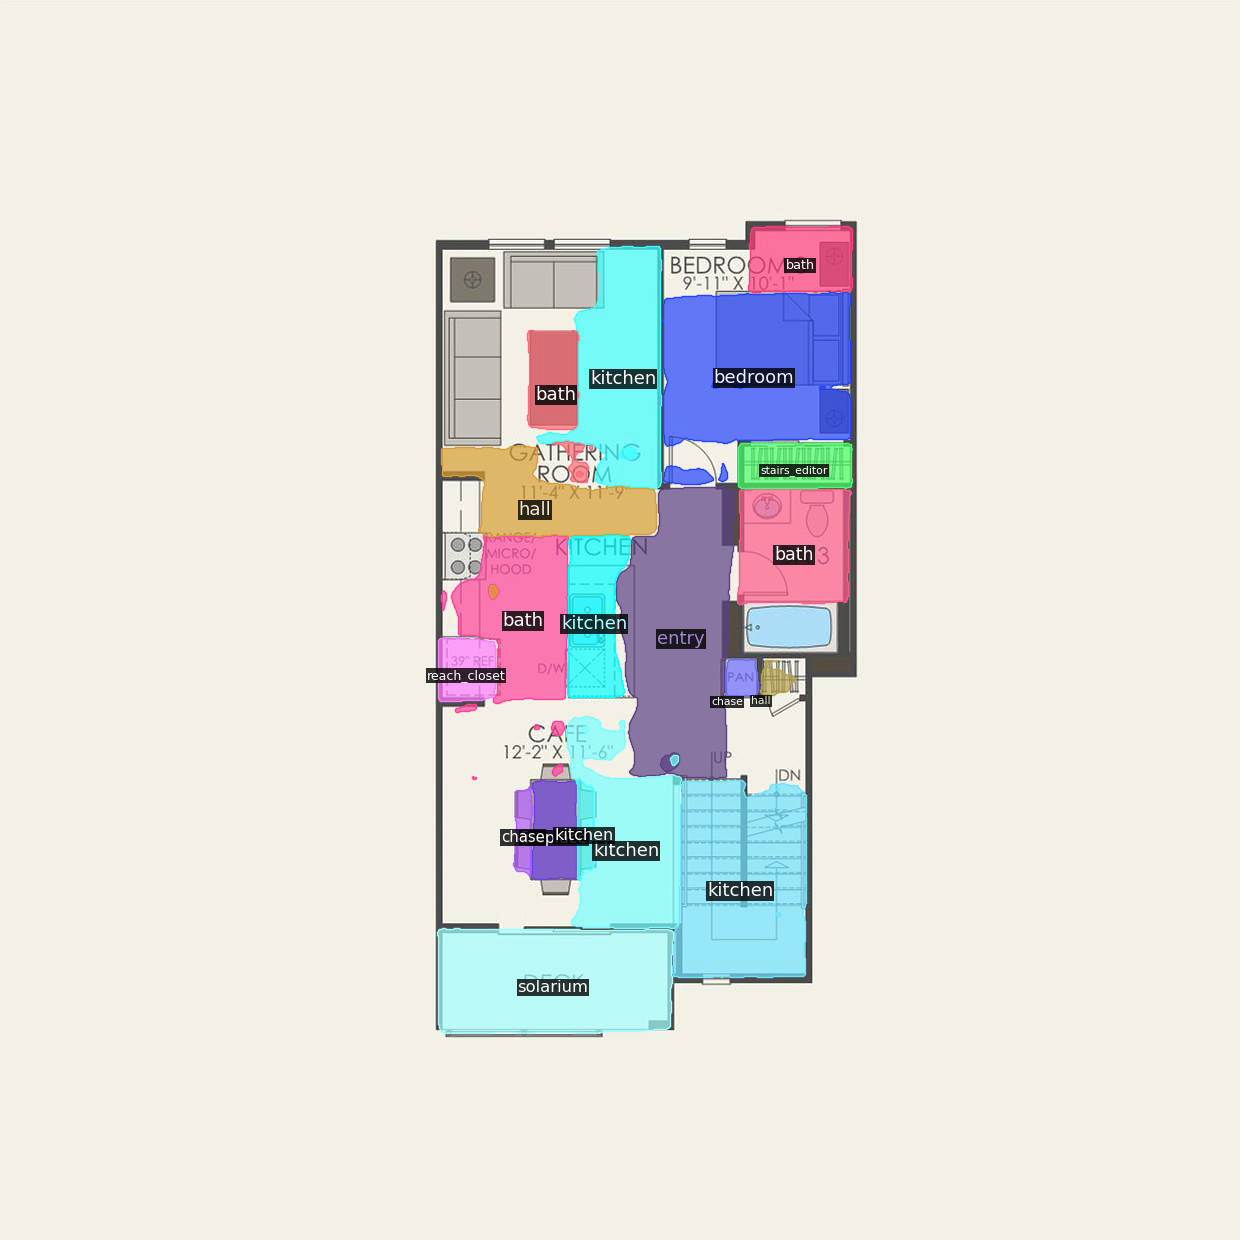 BEDROOM
9'-11" X 10'-1"
bath
kitchen
bedroom
bath
GATHERING
ROOM
11'-4" X 11'-9
stairs_editor
hall
RANGE/
MICRO/
HOOD
KITCHEN
bath 3
bath
kitchen
entry
39" REF
reach_closet
D/W
PAN
chase
hall
CAFE
12'-2" X 11'-6"
UP
DN
chase
kitchen
kitchen
kitchen
DECK
solarium